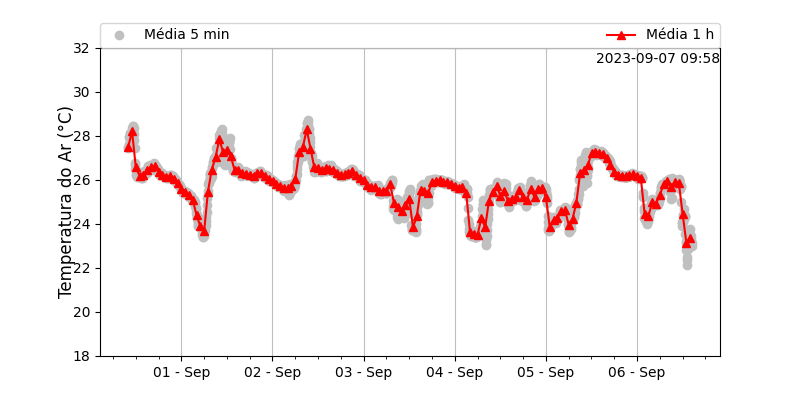 Média 5 min
Média 1 h
2023-09-07 09:58
Temperatura do Ar (°C)
32
30
28
26
24
22
20
18
01 - Sep
02 - Sep
03 - Sep
04 - Sep
05 - Sep
06 - Sep